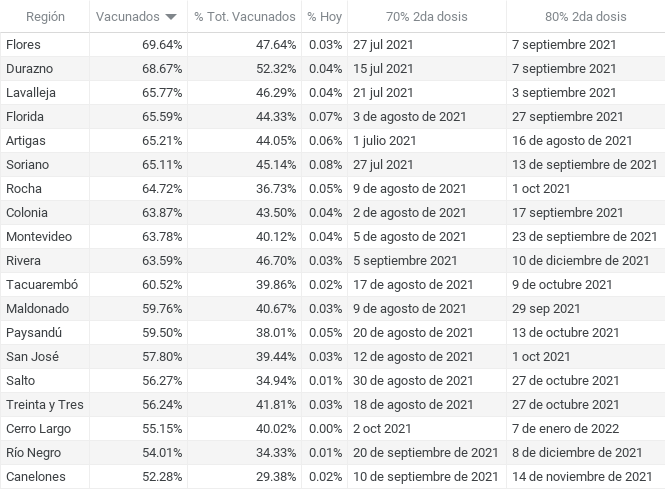 Región Vacunados % Tot. Vacunados % Hoy 70% 2da dosis 80% 2da dosis
Flores 69.64% 47.64% 0.03% 27 jul 2021 7 septiembre 2021
Durazno 68.67% 52.32% 0.04% 15 jul 2021 7 septiembre 2021
Lavalleja 65.77% 46.29% 0.04% 21 jul 2021 3 septiembre 2021
Florida 65.59% 44.33% 0.07% 3 de agosto de 2021 27 septiembre 2021
Artigas 65.21% 44.05% 0.06% 1 julio 2021 16 de agosto de 2021
Soriano 65.11% 45.14% 0.08% 27 jul 2021 13 de septiembre de 2021
Rocha 64.72% 36.73% 0.05% 9 de agosto de 2021 1 oct 2021
Colonia 63.87% 43.50% 0.04% 2 de agosto de 2021 17 septiembre 2021
Montevideo 63.78% 40.12% 0.04% 5 de agosto de 2021 23 de septiembre de 2021
Rivera 63.59% 46.70% 0.03% 5 septiembre 2021 10 de diciembre de 2021
Tacuarembó 60.52% 39.86% 0.02% 17 de agosto de 2021 9 de octubre de 2021
Maldonado 59.76% 40.67% 0.03% 9 de agosto de 2021 29 sep 2021
Paysandú 59.50% 38.01% 0.05% 20 de agosto de 2021 13 de octubre de 2021
San José 57.80% 39.44% 0.03% 12 de agosto de 2021 1 oct 2021
Salto 56.27% 34.94% 0.01% 30 de agosto de 2021 27 de octubre de 2021
Treinta y Tres 56.24% 41.81% 0.03% 18 de agosto de 2021 27 de octubre de 2021
Cerro Largo 55.15% 40.02% 0.00% 2 oct 2021 7 de enero de 2022
Río Negro 54.01% 34.33% 0.01% 20 de septiembre de 2021 8 de diciembre de 2021
Canelones 52.28% 29.38% 0.02% 10 de septiembre de 2021 14 de noviembre de 2021